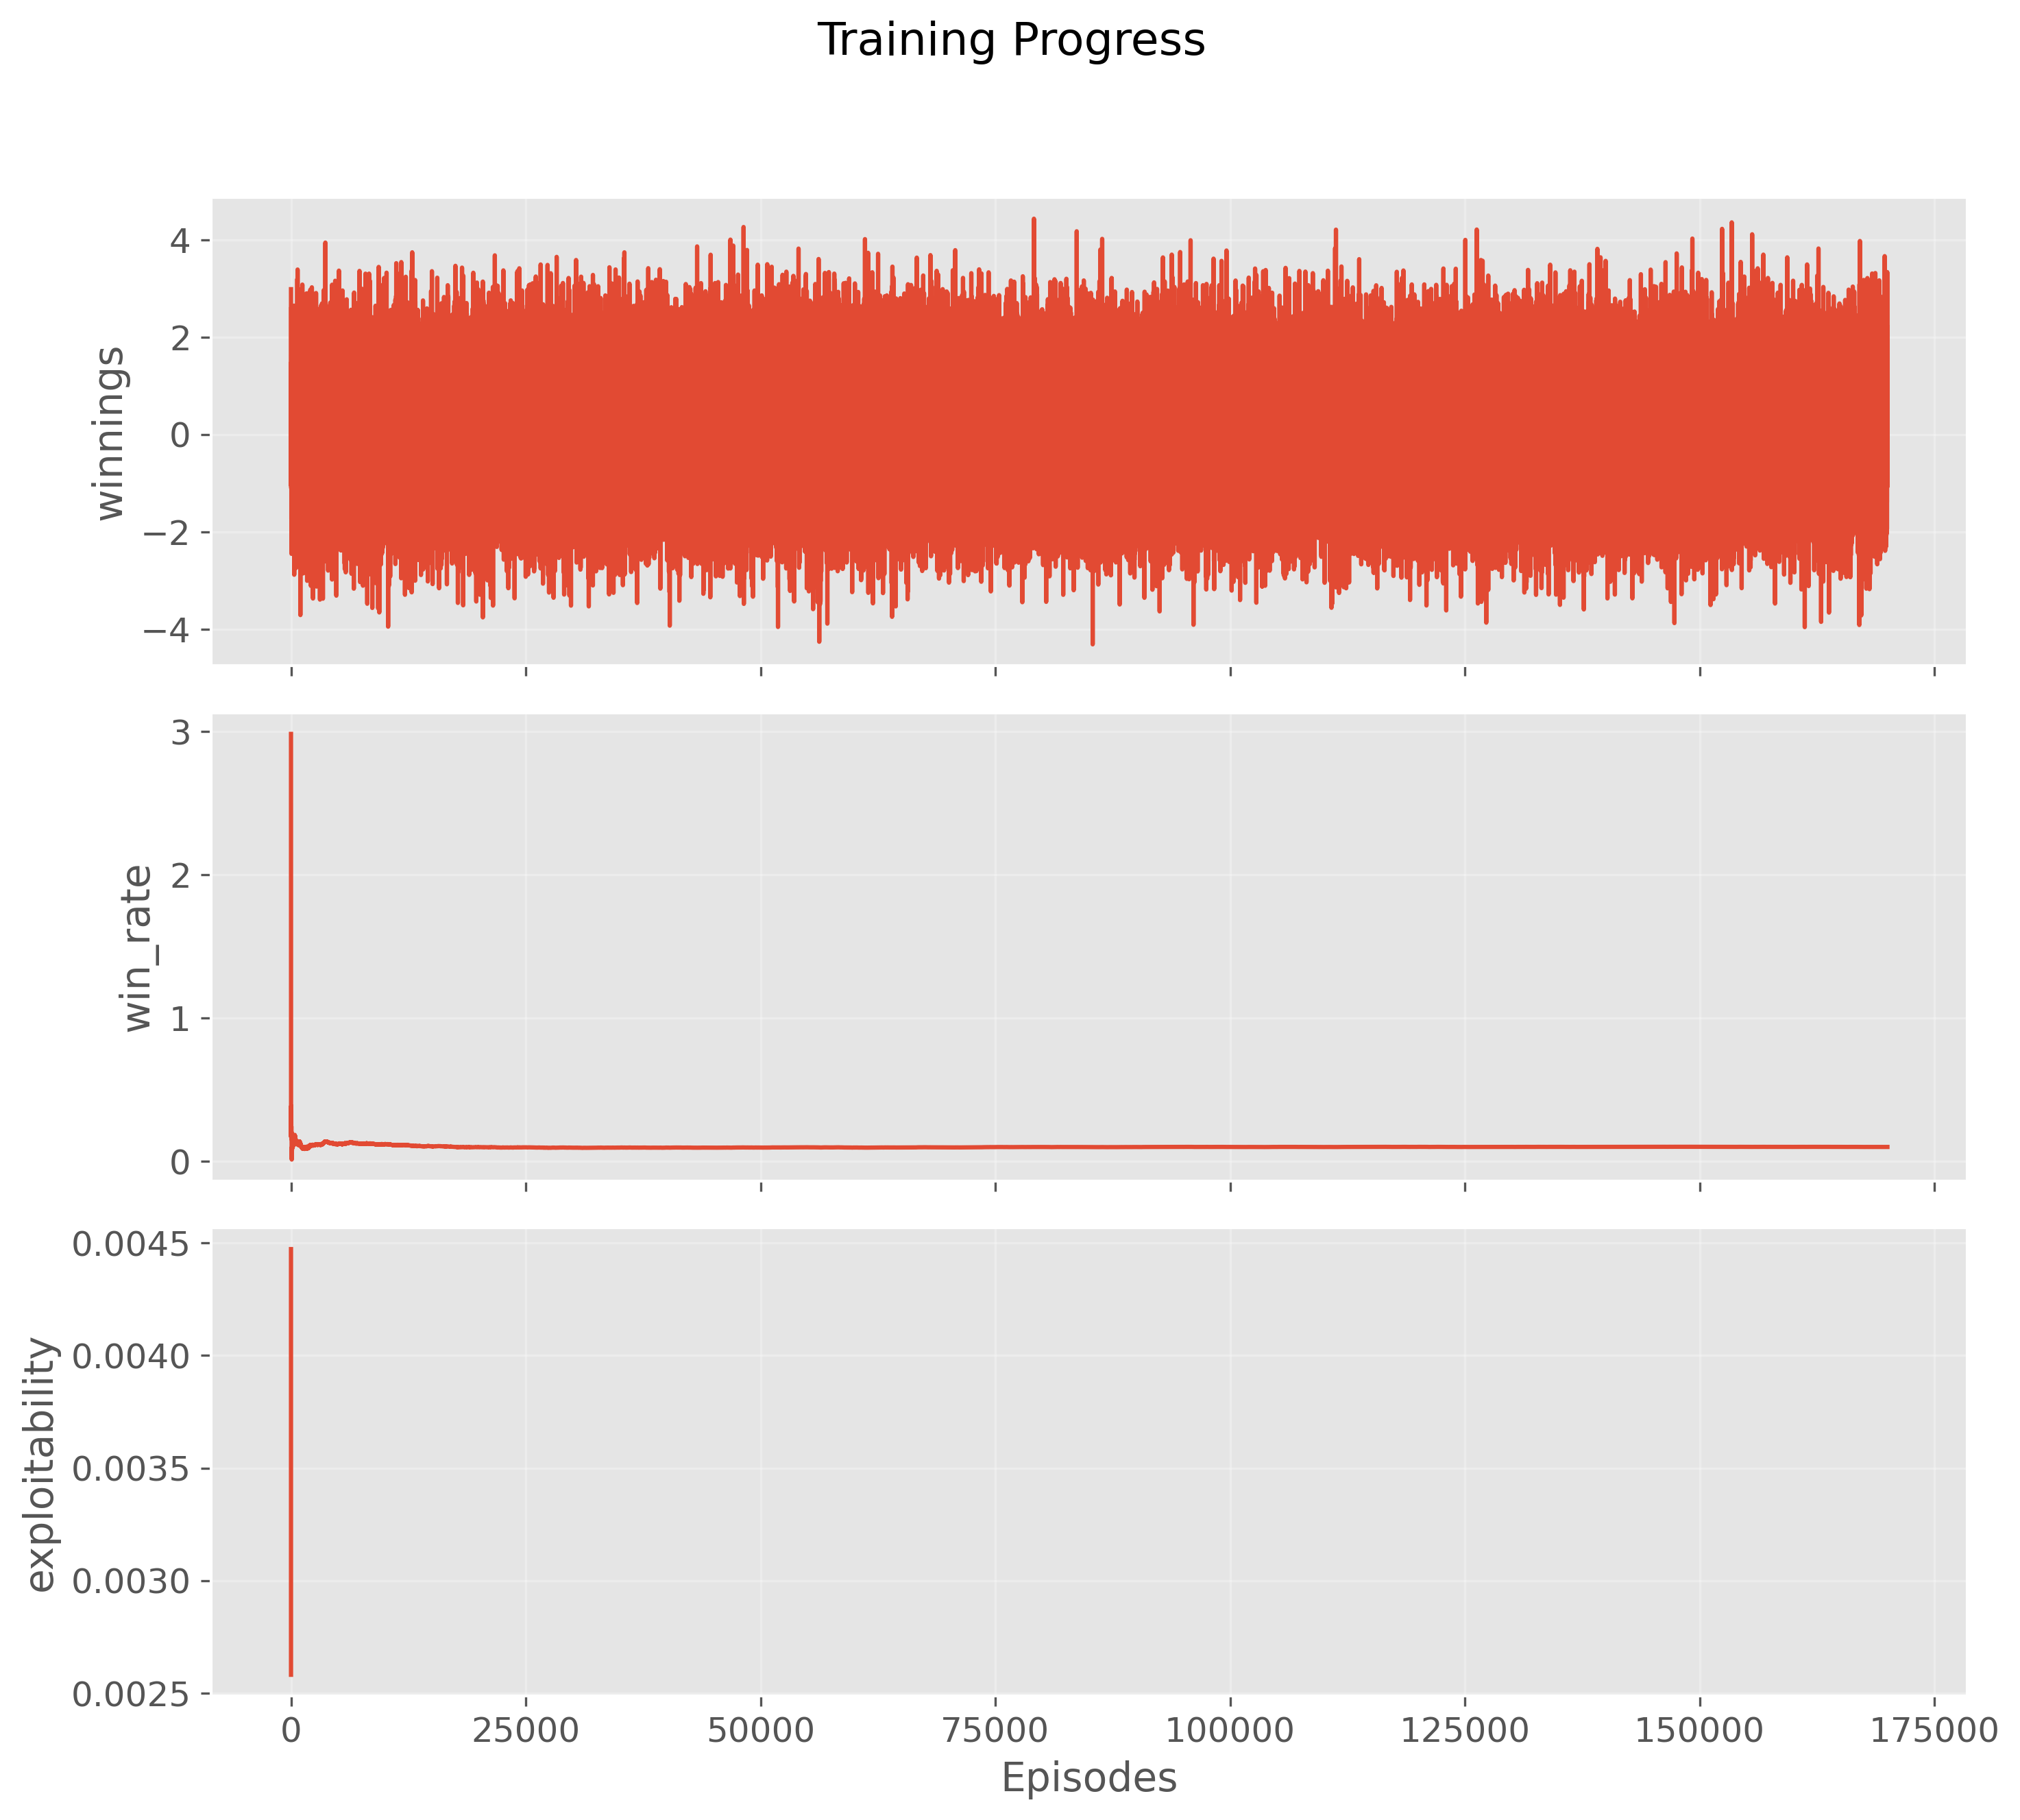 Training Progress
4
2
0
−2
−4
winnings
3
2
1
0
win_rate
0.0045
0.0040
0.0035
0.0030
0.0025
exploitability
0 25000 50000 75000 100000 125000 150000 175000
Episodes